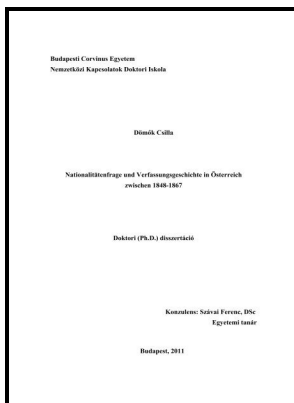 Budapesti Corvinus Egyetem
Nemzetközi Kapcsolatok Doktori Iskola
Dömők Csilla
Nationalitätenfrage und Verfassungsgeschichte in Österreich
zwischen 1848-1867
Doktori (Ph.D.) disszertáció
Konzulens: Szávai Ferenc, DSc
Egyetemi tanár
Budapest, 2011